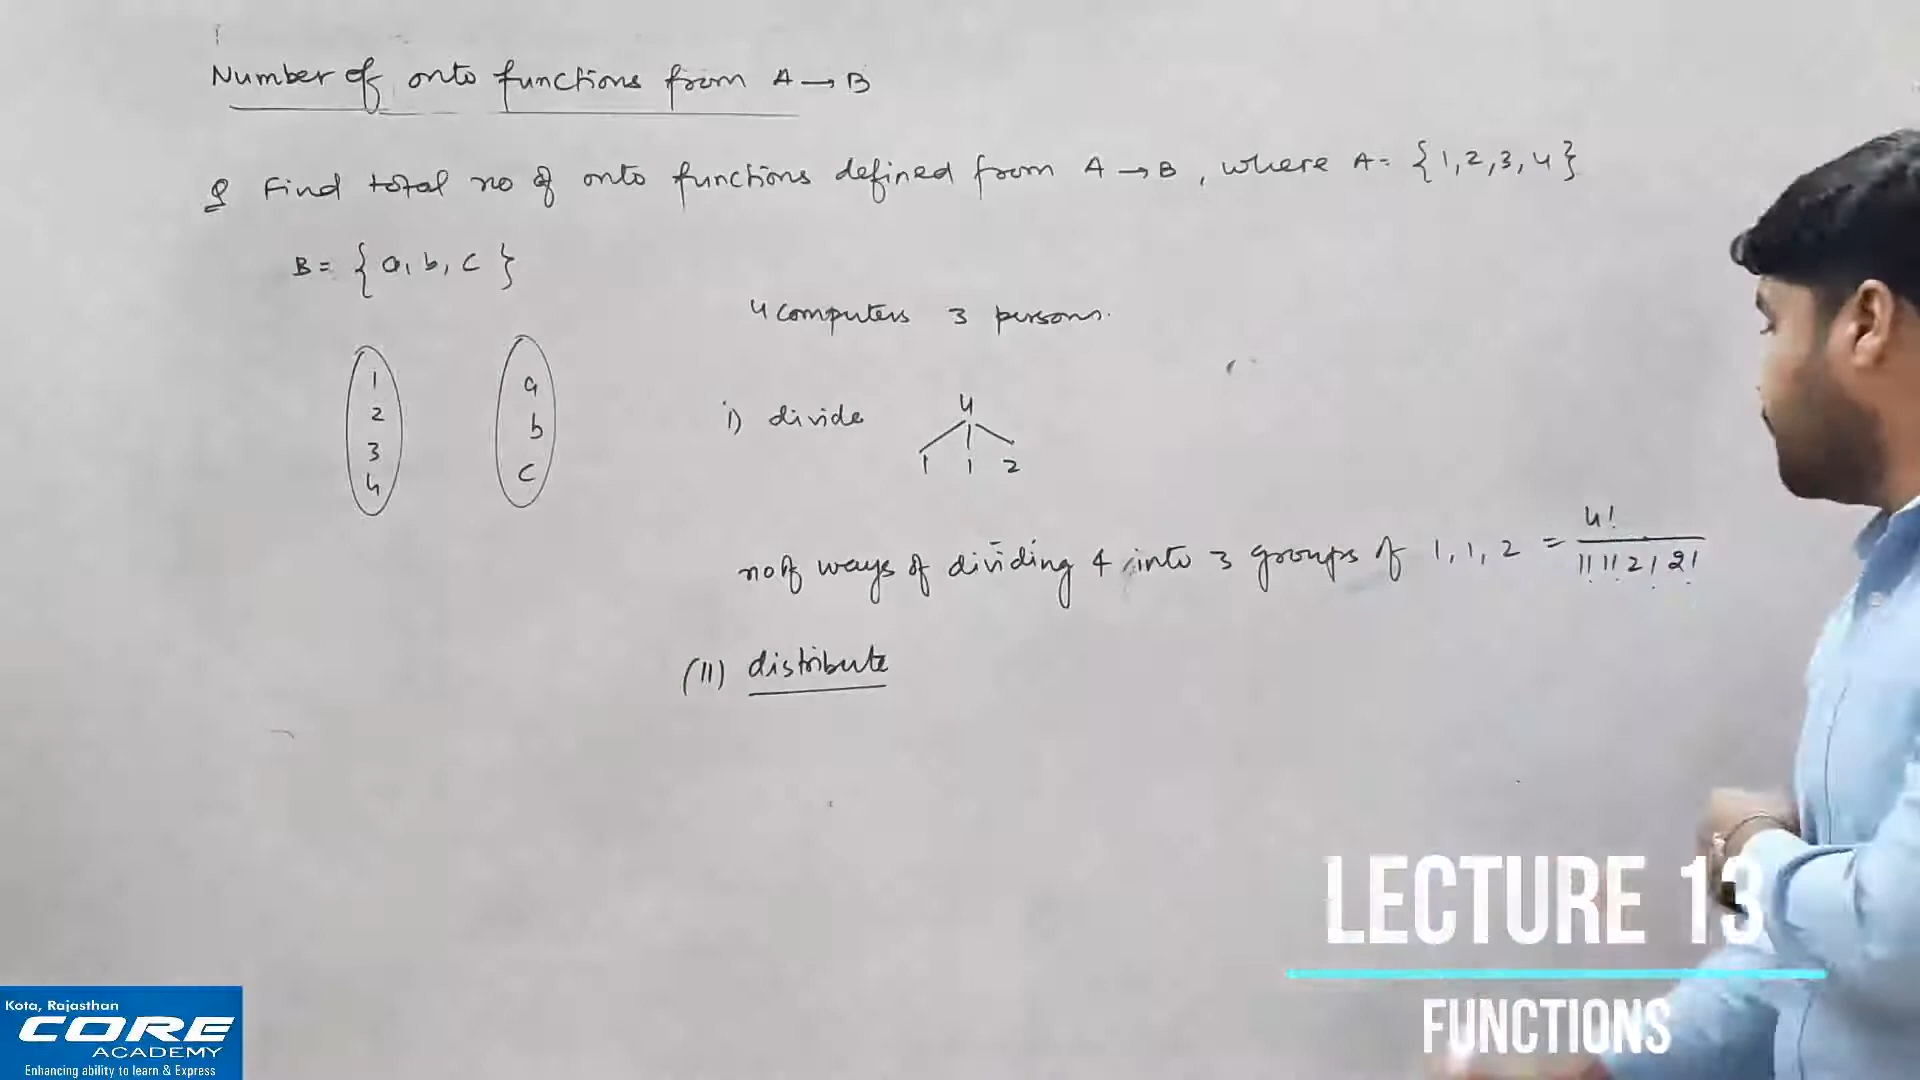 Number of onto functions from A → B
Q Find total no of onto functions defined from A → B, where A = {1, 2, 3, 4}
B = {a, b, c}
4 computers 3 persons.
1
2
3
4
a
b
c
i) divide
4
1 1 2
no of ways of dividing 4 into 3 groups of 1, 1, 2 = 4! / 1! 1! 2! 2!
(II) distribute
LECTURE 13
FUNCTIONS
Kota, Rajasthan
CORE
ACADEMY
Enhancing ability to learn & Express